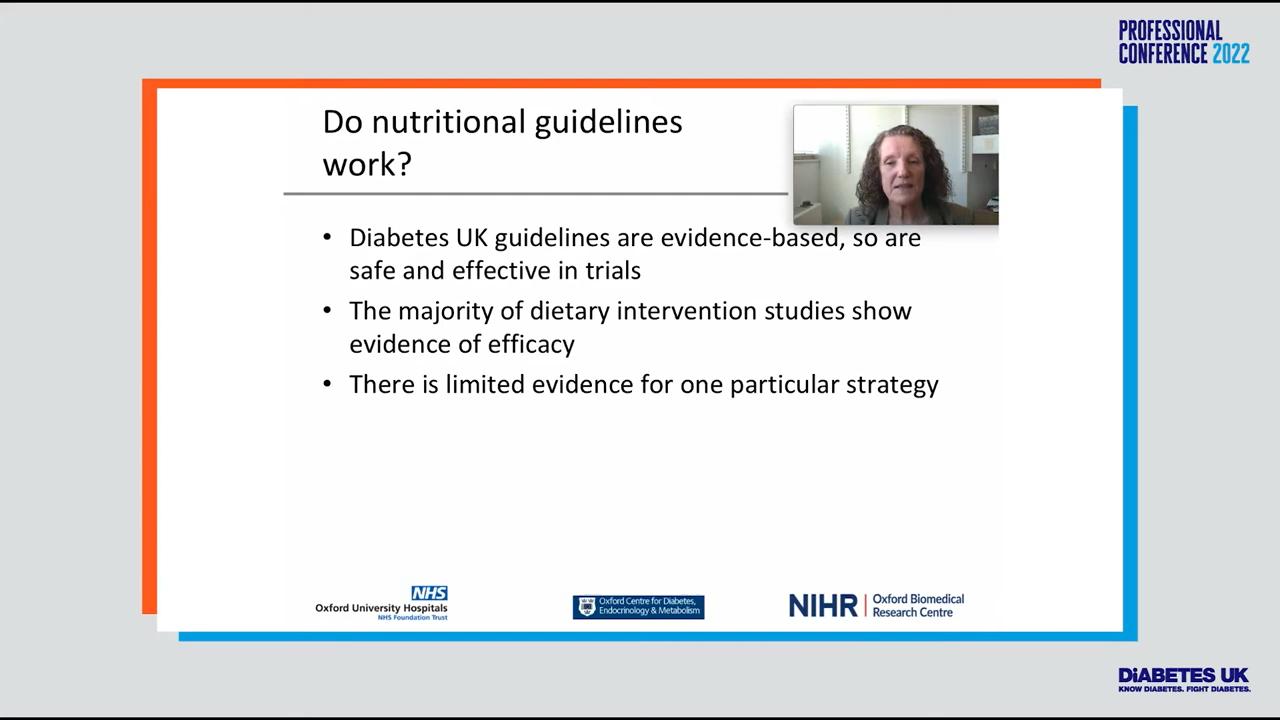 PROFESSIONAL
CONFERENCE 2022
Do nutritional guidelines
work?
• Diabetes UK guidelines are evidence-based, so are
safe and effective in trials
• The majority of dietary intervention studies show
evidence of efficacy
• There is limited evidence for one particular strategy
NHS
Oxford University Hospitals
NHS Foundation Trust
Oxford Centre for Diabetes,
Endocrinology & Metabolism
NIHR | Oxford Biomedical
Research Centre
DiABETES UK
KNOW DIABETES. FIGHT DIABETES.